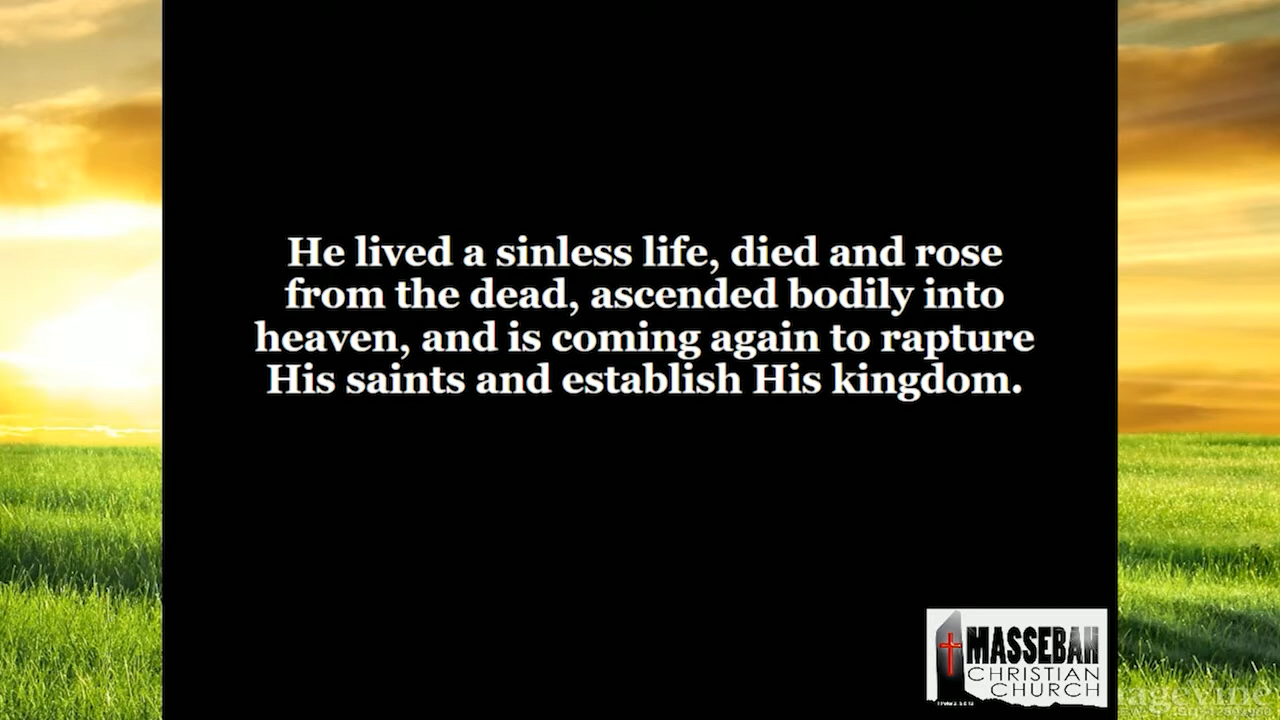 He lived a sinless life, died and rose
from the dead, ascended bodily into
heaven, and is coming again to rapture
His saints and establish His kingdom.
MASSEBAH
CHRISTIAN
CHURCH